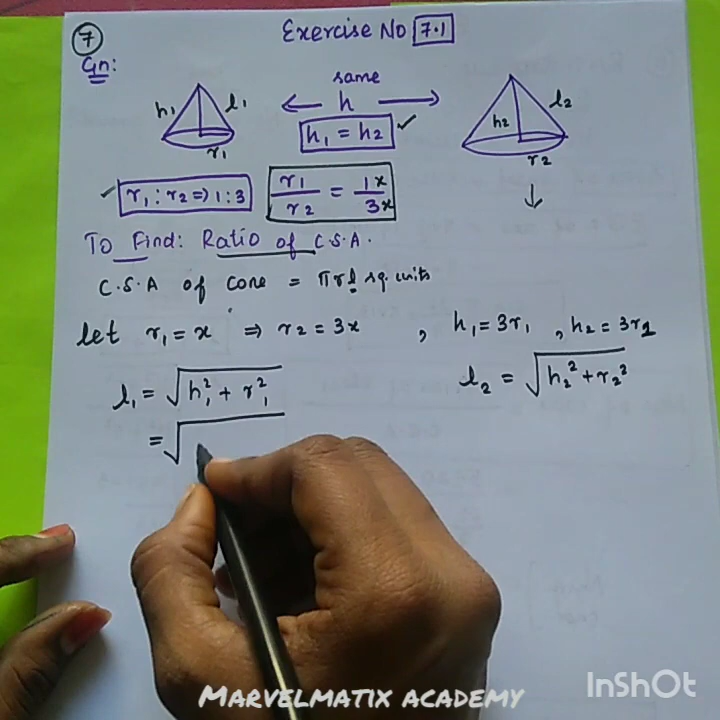 7 Exercise No 7.1
Gn:
h1 l1 r1
same
← h →
h1 = h2 ✓
h2 l2 r2
✓ r1 : r2 ⇒ 1:3
r1/r2 = 1x/3x
↓
To Find: Ratio of C.S.A.
C.S.A of Cone = πrl sq.units
let r1 = x ⇒ r2 = 3x , h1 = 3r1 , h2 = 3r1
l1 = √(h1² + r1²)
l2 = √(h2² + r2²)
= √
MARVELMATIX ACADEMY
InShOt